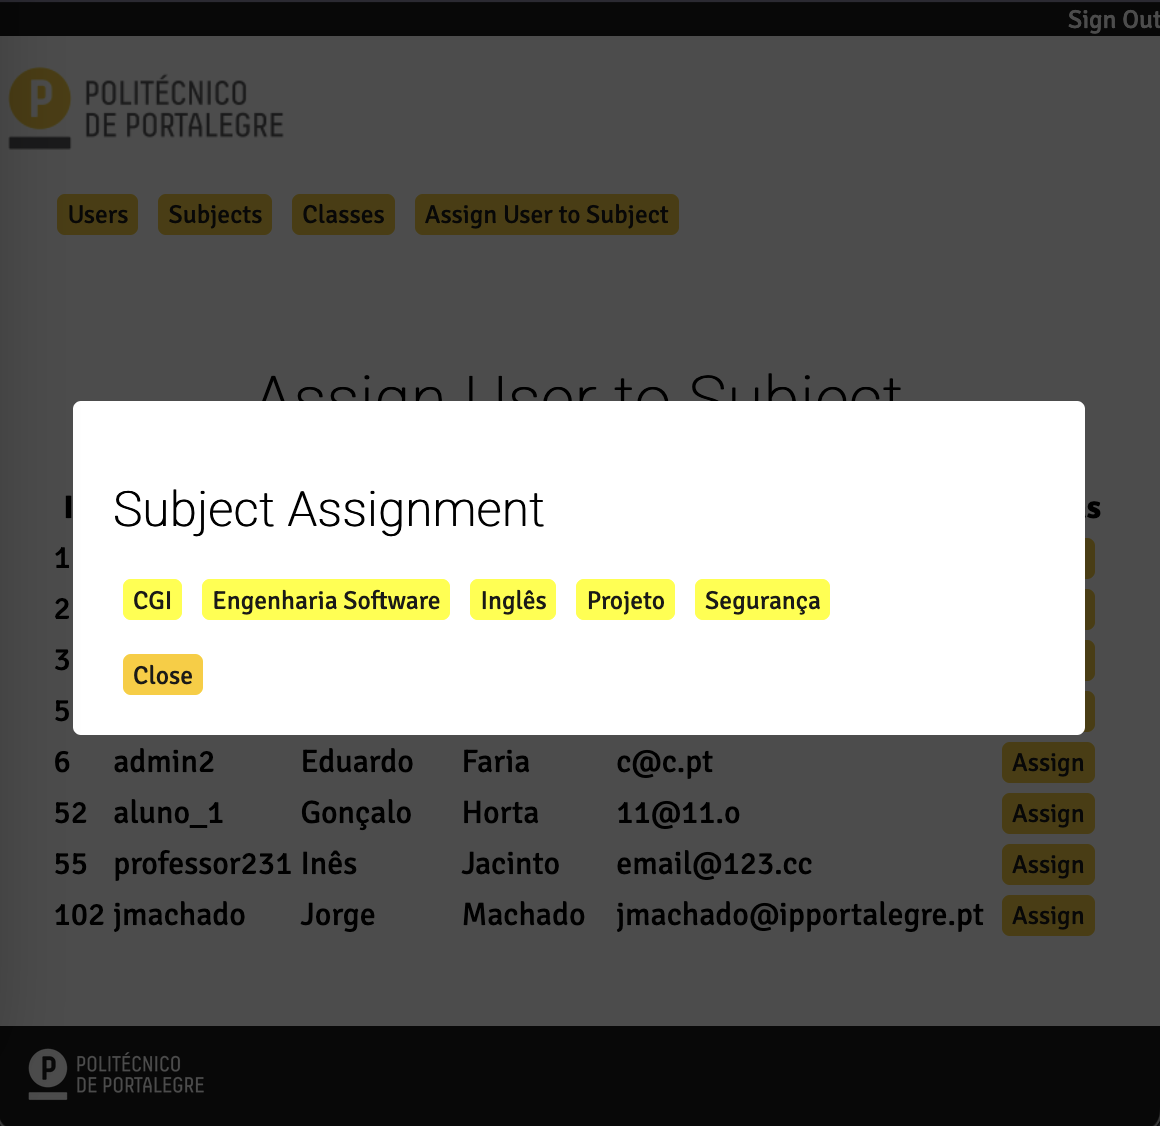 Sign Out
POLITÉCNICO
DE PORTALEGRE
Users Subjects Classes Assign User to Subject
Assign User to Subject
Subject Assignment
1
CGI Engenharia Software Inglês Projeto Segurança
2
3
Close
5
6 admin2 Eduardo Faria c@c.pt Assign
52 aluno_1 Gonçalo Horta 11@11.o Assign
55 professor231 Inês Jacinto email@123.cc Assign
102 jmachado Jorge Machado jmachado@ipportalegre.pt Assign
POLITÉCNICO
DE PORTALEGRE